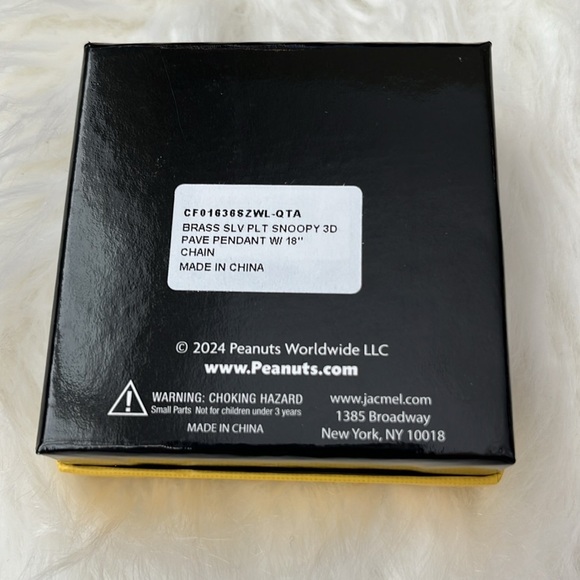 CF01636SZWL-QTA
BRASS SLV PLT SNOOPY 3D
PAVE PENDANT W/ 18"
CHAIN
MADE IN CHINA
© 2024 Peanuts Worldwide LLC
www.Peanuts.com
WARNING: CHOKING HAZARD
Small Parts Not for children under 3 years
MADE IN CHINA
www.jacmel.com
1385 Broadway
New York, NY 10018